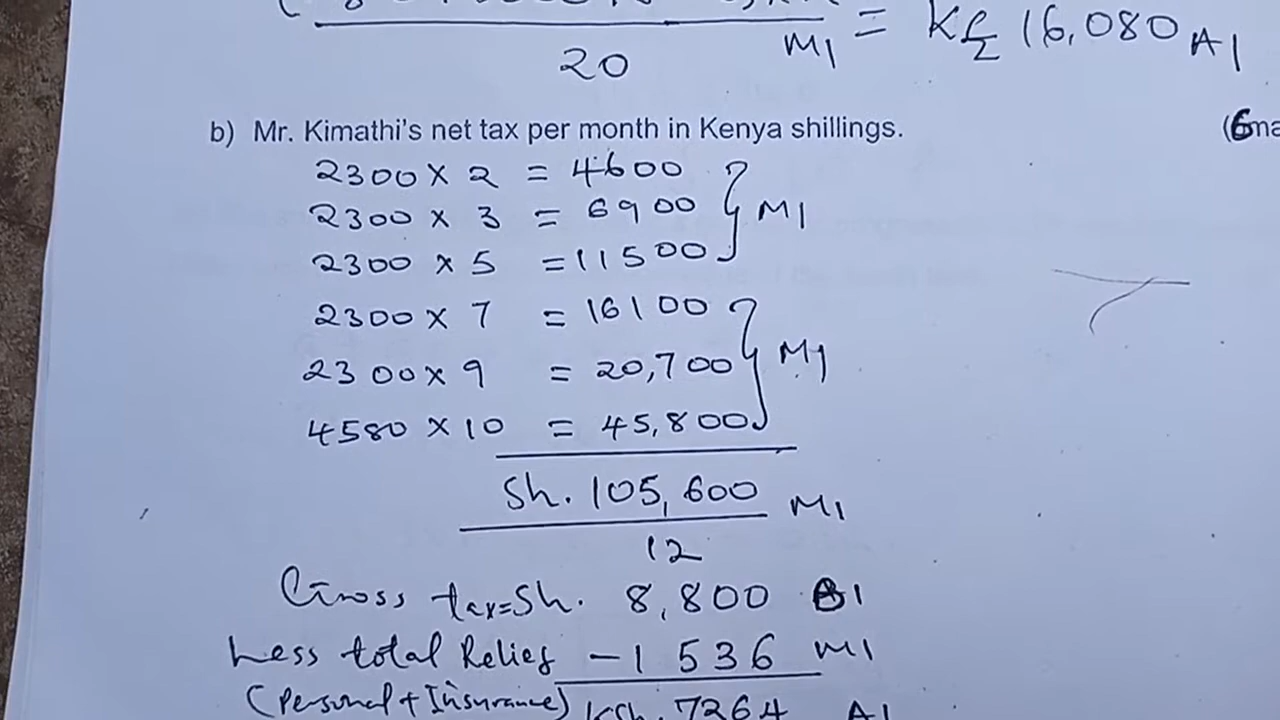 20 M1 = K£ 16,080 A1
b) Mr. Kimathi's net tax per month in Kenya shillings. (6ma
2300 x 2 = 4600
2300 x 3 = 6900 M1
2300 x 5 = 11500
2300 x 7 = 16100
2300 x 9 = 20,700 M1
4580 x 10 = 45,800
Sh. 105,600 M1
12
Gross tax=Sh. 8,800 B1
Less total Relief -1 536 M1
(Personal + Insurance) Ksh. 7264 A1